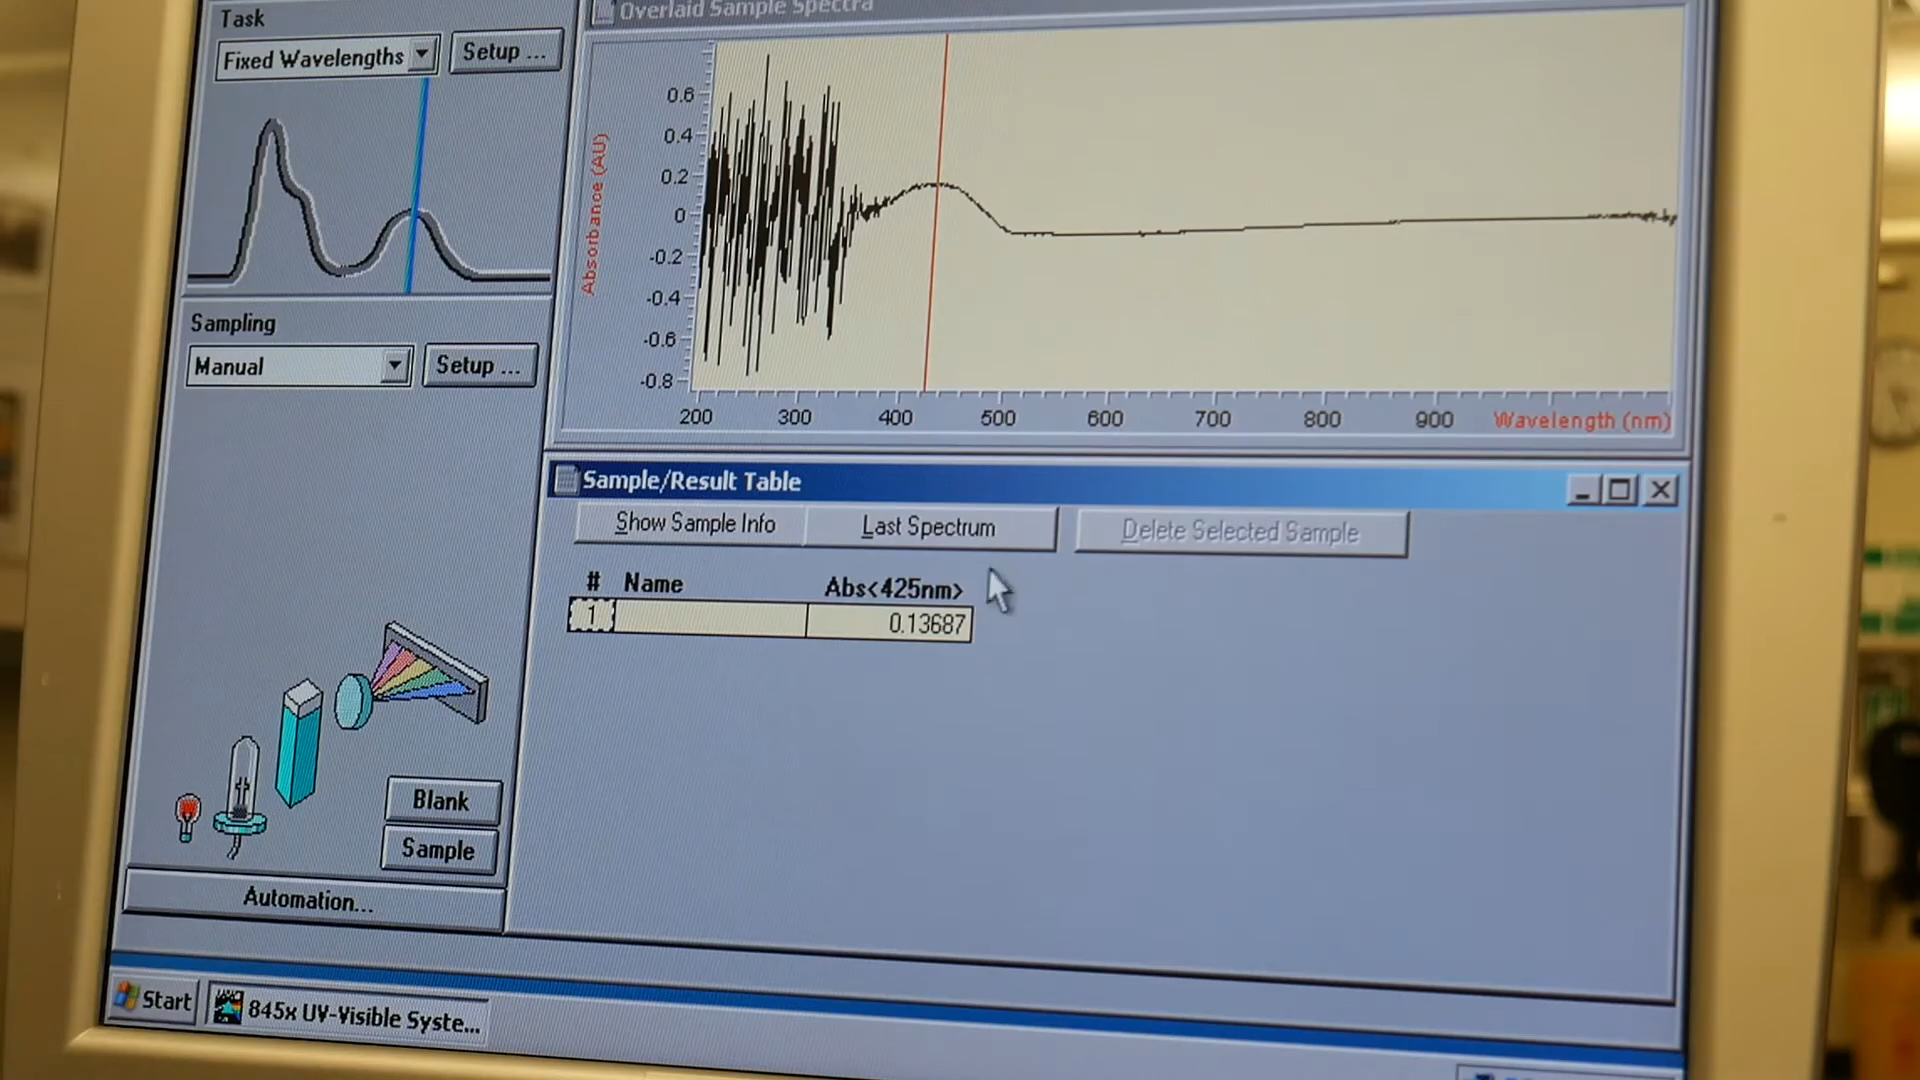 Task
Fixed Wavelengths
Setup ...
Sampling
Manual
Setup ...
Blank
Sample
Automation...
Overlaid Sample Spectra
Absorbance (AU)
0.6
0.4
0.2
0
-0.2
-0.4
-0.6
-0.8
200 300 400 500 600 700 800 900 Wavelength (nm)
Sample/Result Table
Show Sample Info Last Spectrum Delete Selected Sample
# Name Abs<425nm>
1 0.13687
Start 845x UV-Visible Syste...